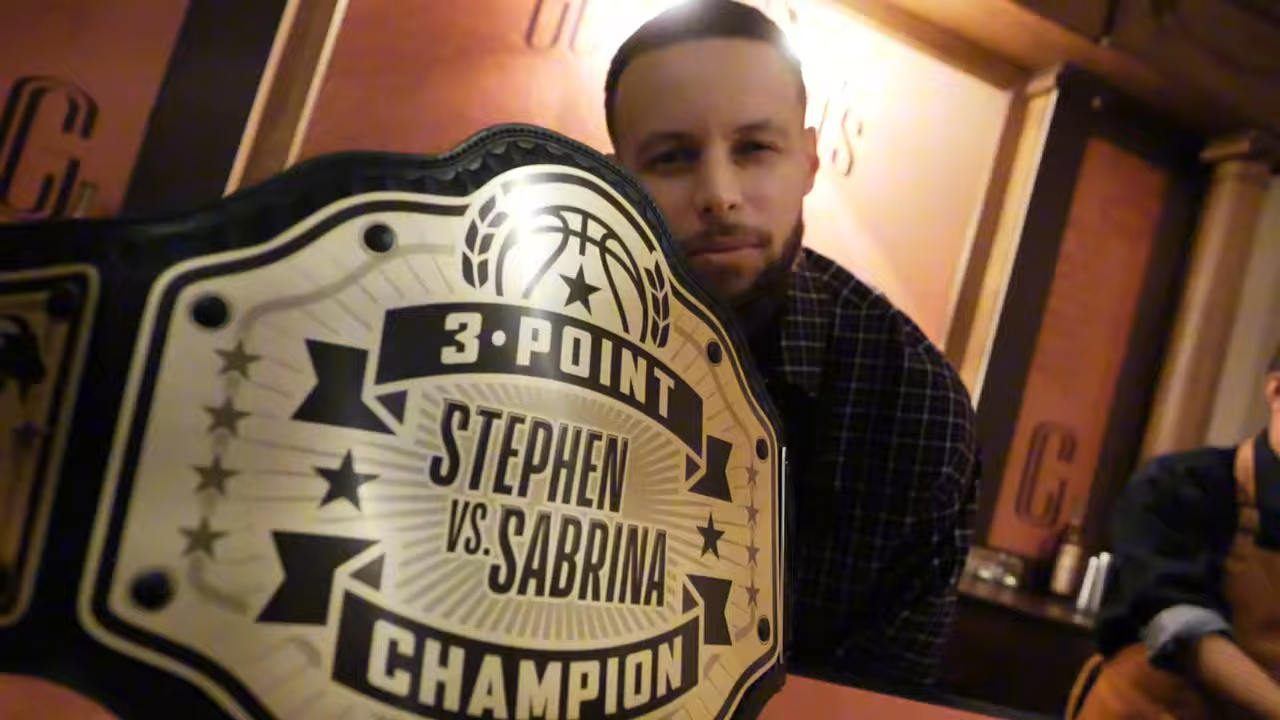 3•POINT
STEPHEN
VS. SABRINA
CHAMPION
C
C